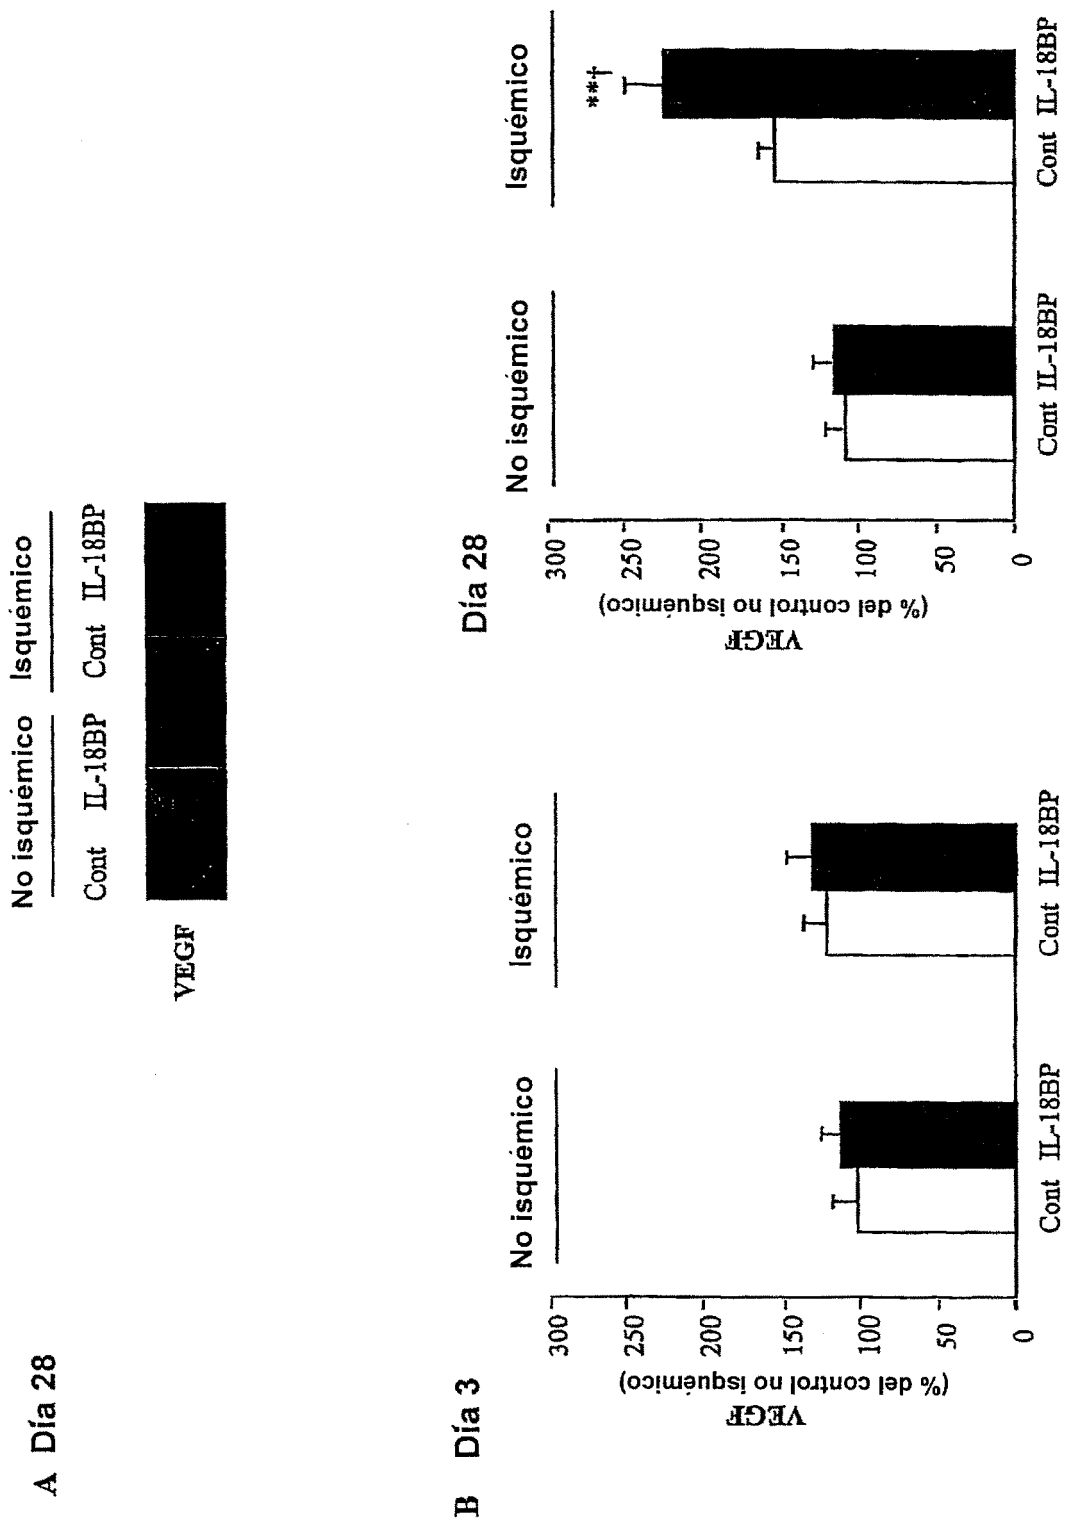 A Día 28
No isquémico Isquémico
Cont IL-18BP Cont IL-18BP
VEGF
B Día 3
VEGF
(% del control no isquémico)
300
250
200
150
100
50
0
No isquémico Isquémico
Cont IL-18BP Cont IL-18BP
Día 28
VEGF
(% del control no isquémico)
300
250
200
150
100
50
0
No isquémico Isquémico
**†
Cont IL-18BP Cont IL-18BP